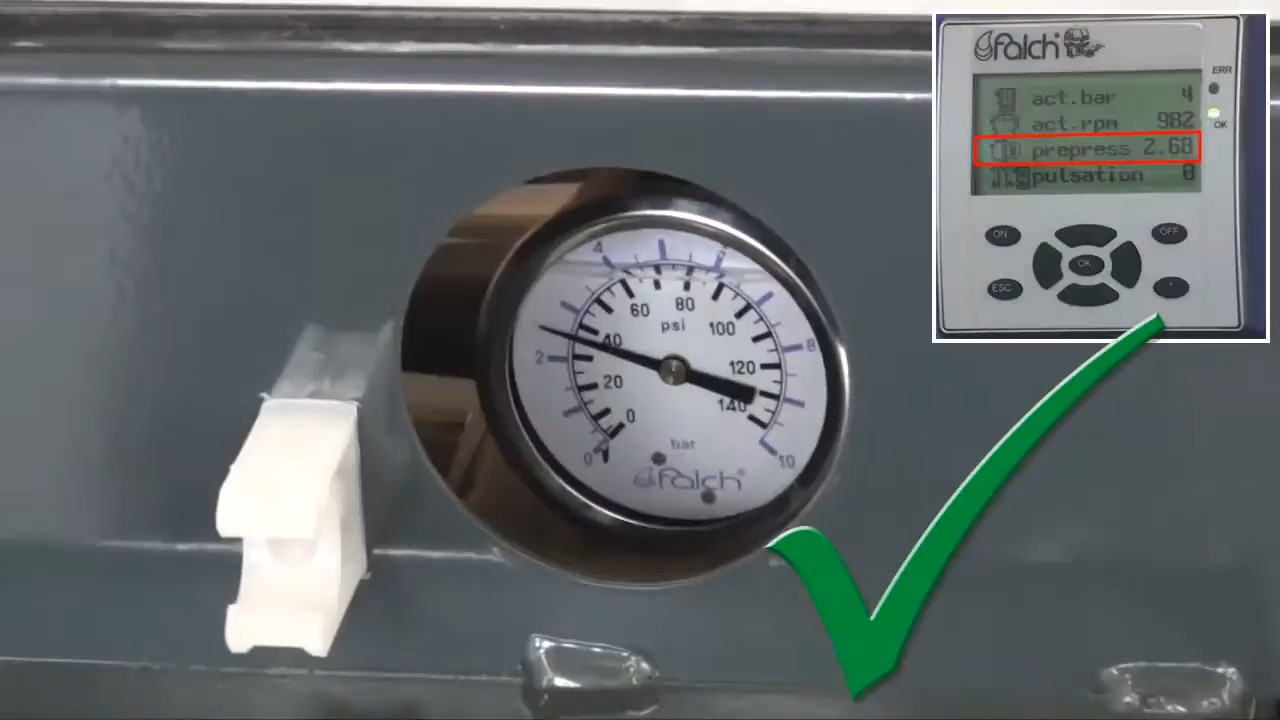 falch
ERR
OK
act.bar 4
act.rpm 982
prepress 2.68
pulsation 0
ON
OFF
OK
ESC
4
6
60
80
psi
100
40
8
2
120
20
140
0
bar
0
10
falch®